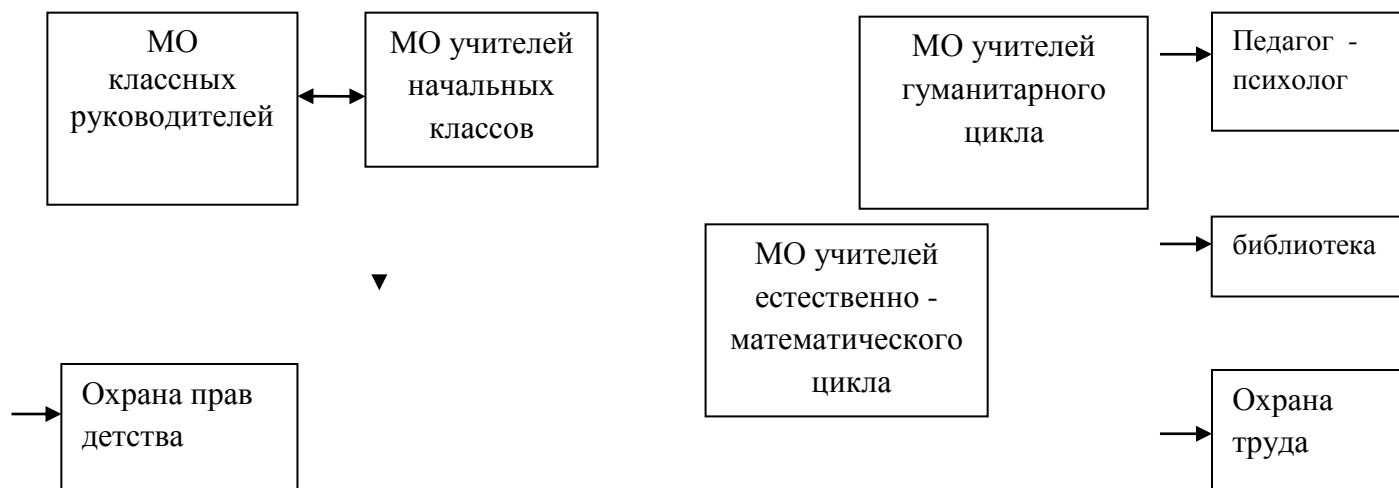 МО
классных
руководителей
МО учителей
начальных
классов
МО учителей
гуманитарного
цикла
Педагог -
психолог
МО учителей
естественно -
математического
цикла
библиотека
Охрана прав
детства
Охрана
труда